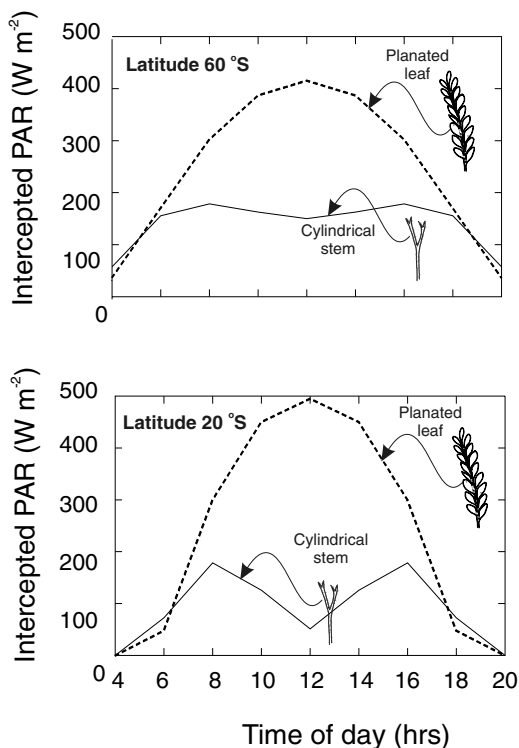 500
400
300
200
100
0
Intercepted PAR (W m-2)
Latitude 60 °S
Planated
leaf
Cylindrical
stem
500
400
300
200
100
0
Intercepted PAR (W m-2)
Latitude 20 °S
Planated
leaf
Cylindrical
stem
4 6 8 10 12 14 16 18 20
Time of day (hrs)